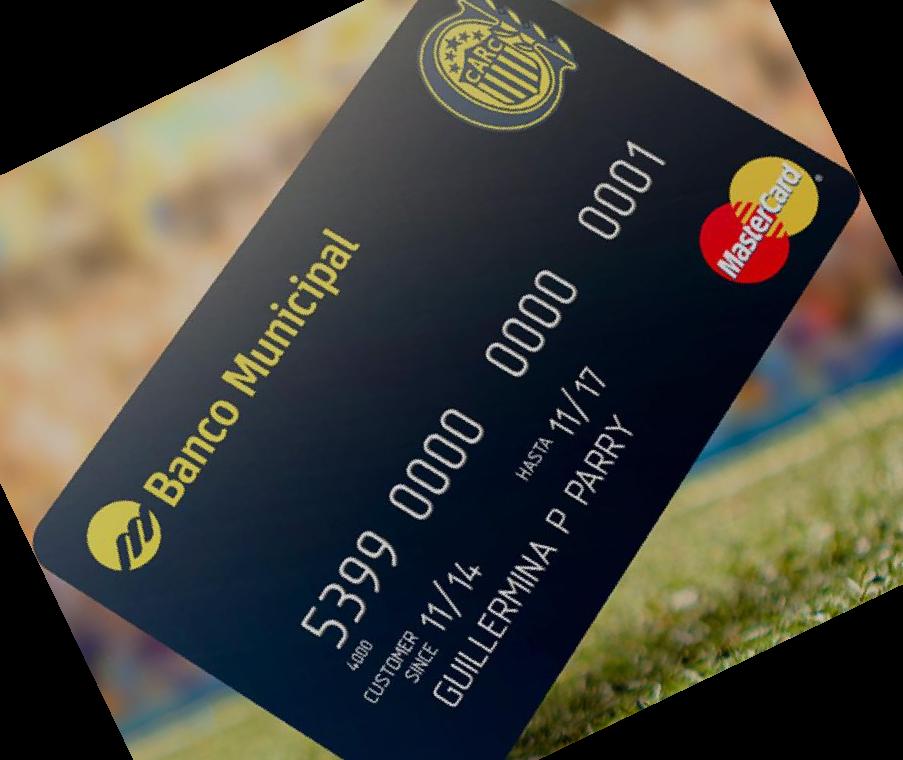 CARC
Banco Municipal
5399 0000 0000 0001
4000
CUSTOMER SINCE 11/14
HASTA 11/17
GUILLERMINA P PARRY
MasterCard